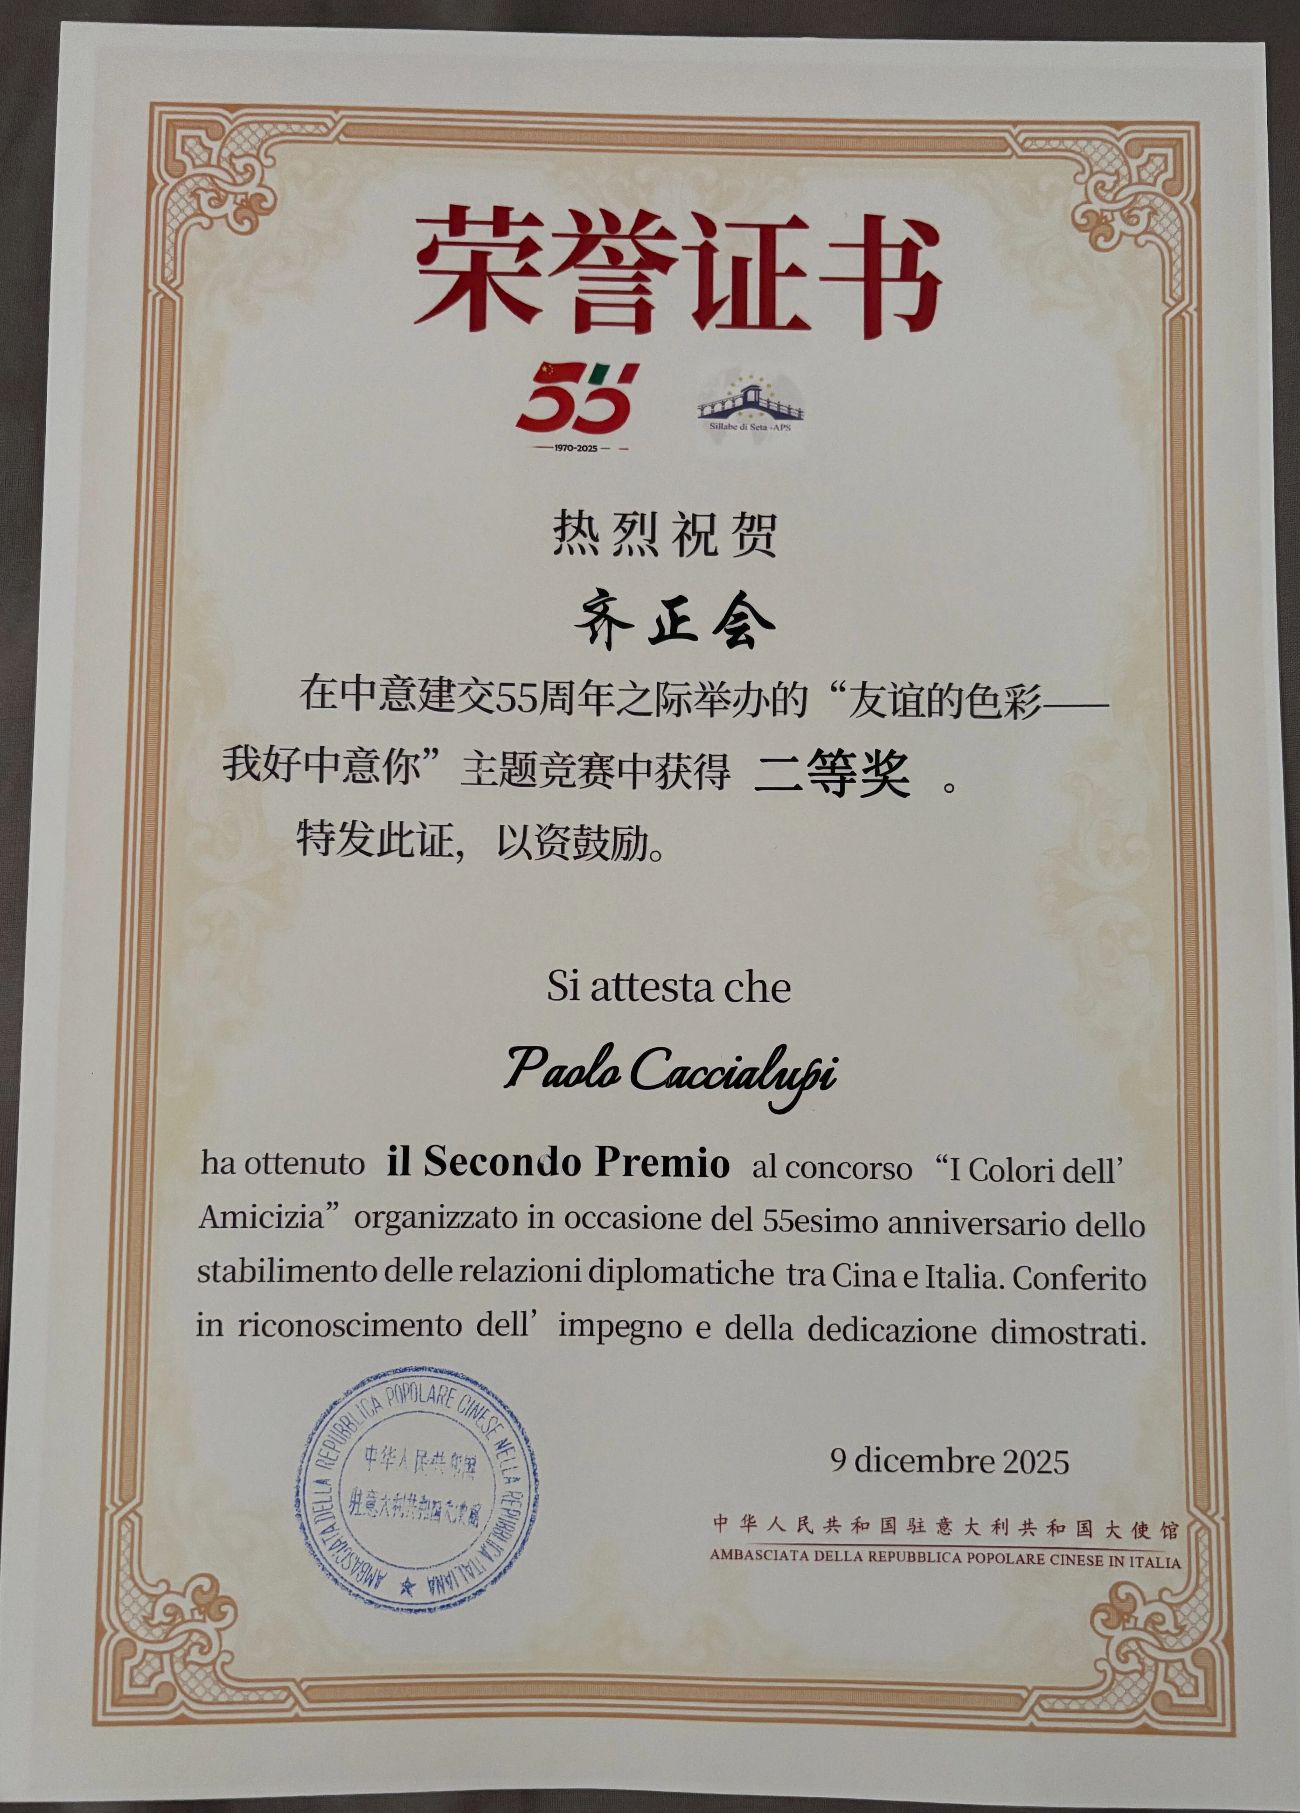 荣誉证书
55
1970-2025
Sillabe di Seta -APS
热烈祝贺
齐正会
在中意建交55周年之际举办的“友谊的色彩——
我好中意你”主题竞赛中获得 二等奖 。
特发此证，以资鼓励。
Si attesta che
Paolo Caccialupi
ha ottenuto il Secondo Premio al concorso “I Colori dell’
Amicizia” organizzato in occasione del 55esimo anniversario dello
stabilimento delle relazioni diplomatiche tra Cina e Italia. Conferito
in riconoscimento dell’ impegno e della dedicazione dimostrati.
AMBASCIATA DELLA REPUBBLICA POPOLARE CINESE NELLA REPUBBLICA ITALIANA
中华人民共和国
驻意大利共和国大使馆
9 dicembre 2025
中华人民共和国驻意大利共和国大使馆
AMBASCIATA DELLA REPUBBLICA POPOLARE CINESE IN ITALIA